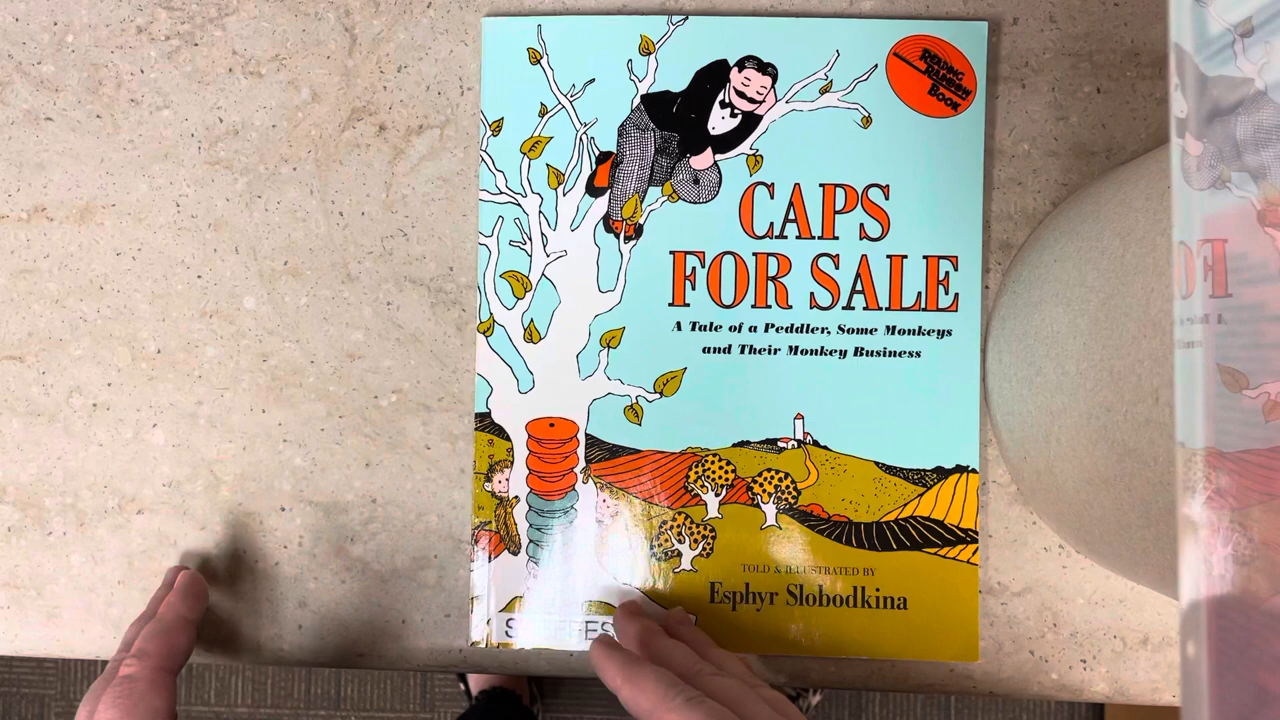 READING
RAINBOW
BOOK
CAPS
FOR SALE
A Tale of a Peddler, Some Monkeys
and Their Monkey Business
TOLD & ILLUSTRATED BY
Esphyr Slobodkina